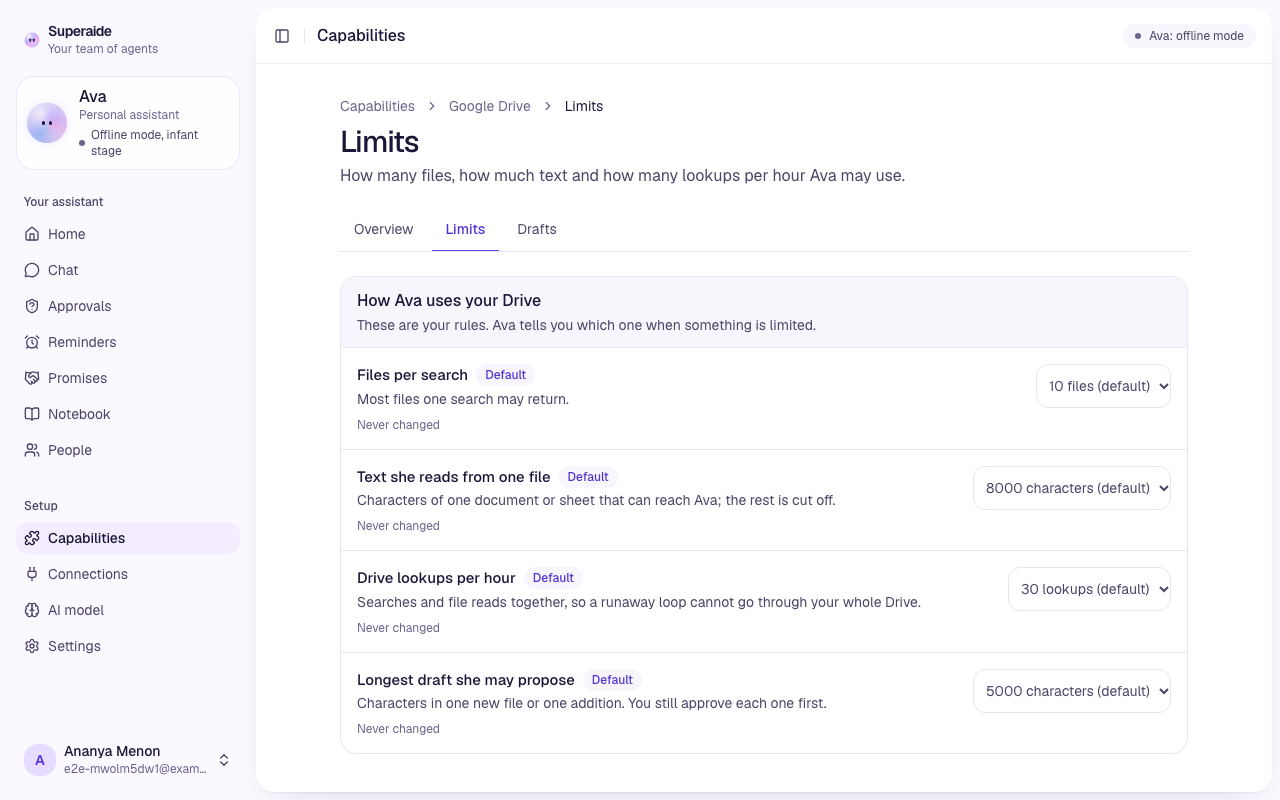 Superaide
Your team of agents
Ava
Personal assistant
Offline mode, infant
stage
Your assistant
Home
Chat
Approvals
Reminders
Promises
Notebook
People
Setup
Capabilities
Connections
AI model
Settings
A
Ananya Menon
e2e-mwolm5dw1@exam...
Capabilities
Ava: offline mode
Capabilities > Google Drive > Limits
Limits
How many files, how much text and how many lookups per hour Ava may use.
Overview Limits Drafts
How Ava uses your Drive
These are your rules. Ava tells you which one when something is limited.
Files per search Default
10 files (default)
Most files one search may return.
Never changed
Text she reads from one file Default
8000 characters (default)
Characters of one document or sheet that can reach Ava; the rest is cut off.
Never changed
Drive lookups per hour Default
30 lookups (default)
Searches and file reads together, so a runaway loop cannot go through your whole Drive.
Never changed
Longest draft she may propose Default
5000 characters (default)
Characters in one new file or one addition. You still approve each one first.
Never changed